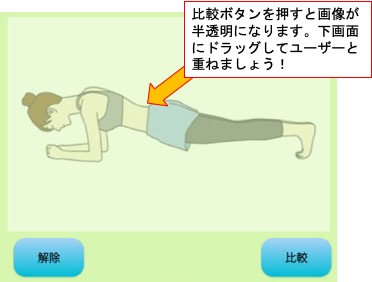 比較ボタンを押すと画像が
半透明になります。下画面
にドラッグしてユーザーと
重ねましょう！
解除
比較